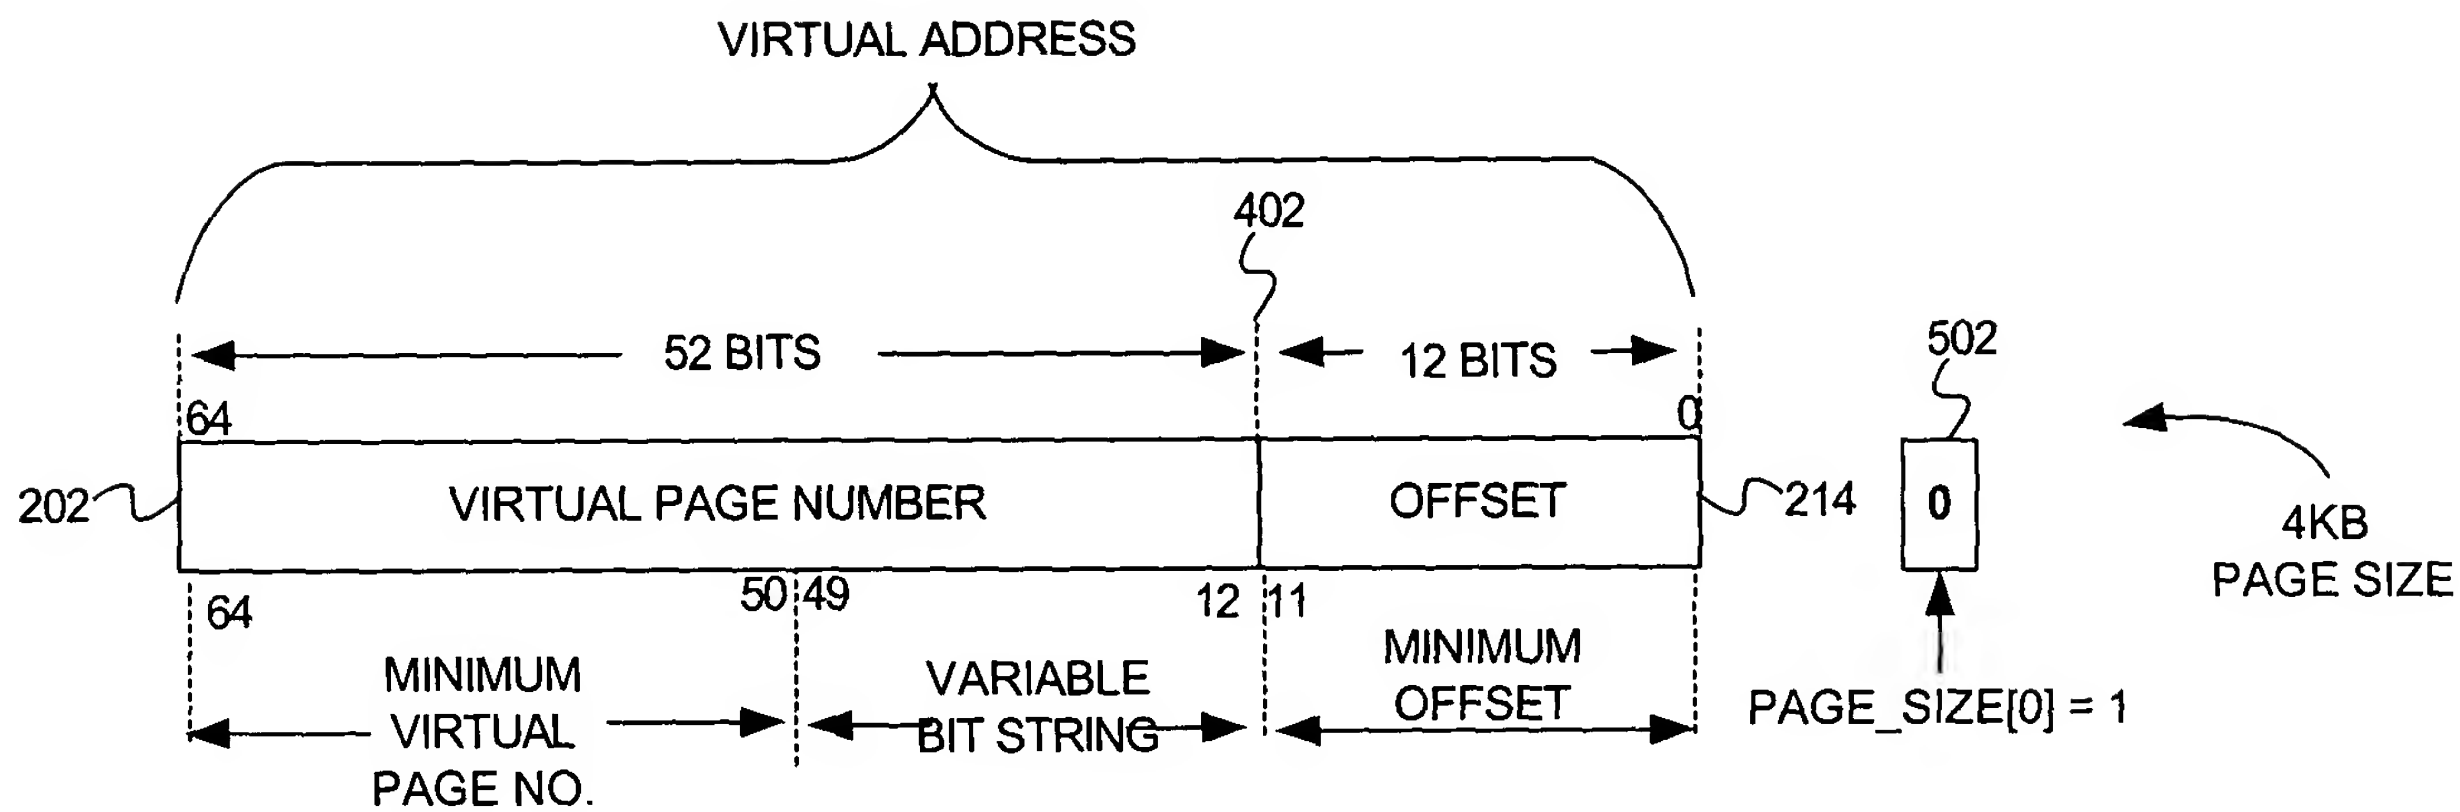 VIRTUAL ADDRESS
402
52 BITS
12 BITS
502
64
0
202
VIRTUAL PAGE NUMBER
OFFSET
214
0
4KB
PAGE SIZE
64
50
49
12
11
MINIMUM
VIRTUAL
PAGE NO.
VARIABLE
BIT STRING
MINIMUM
OFFSET
PAGE_SIZE[0] = 1